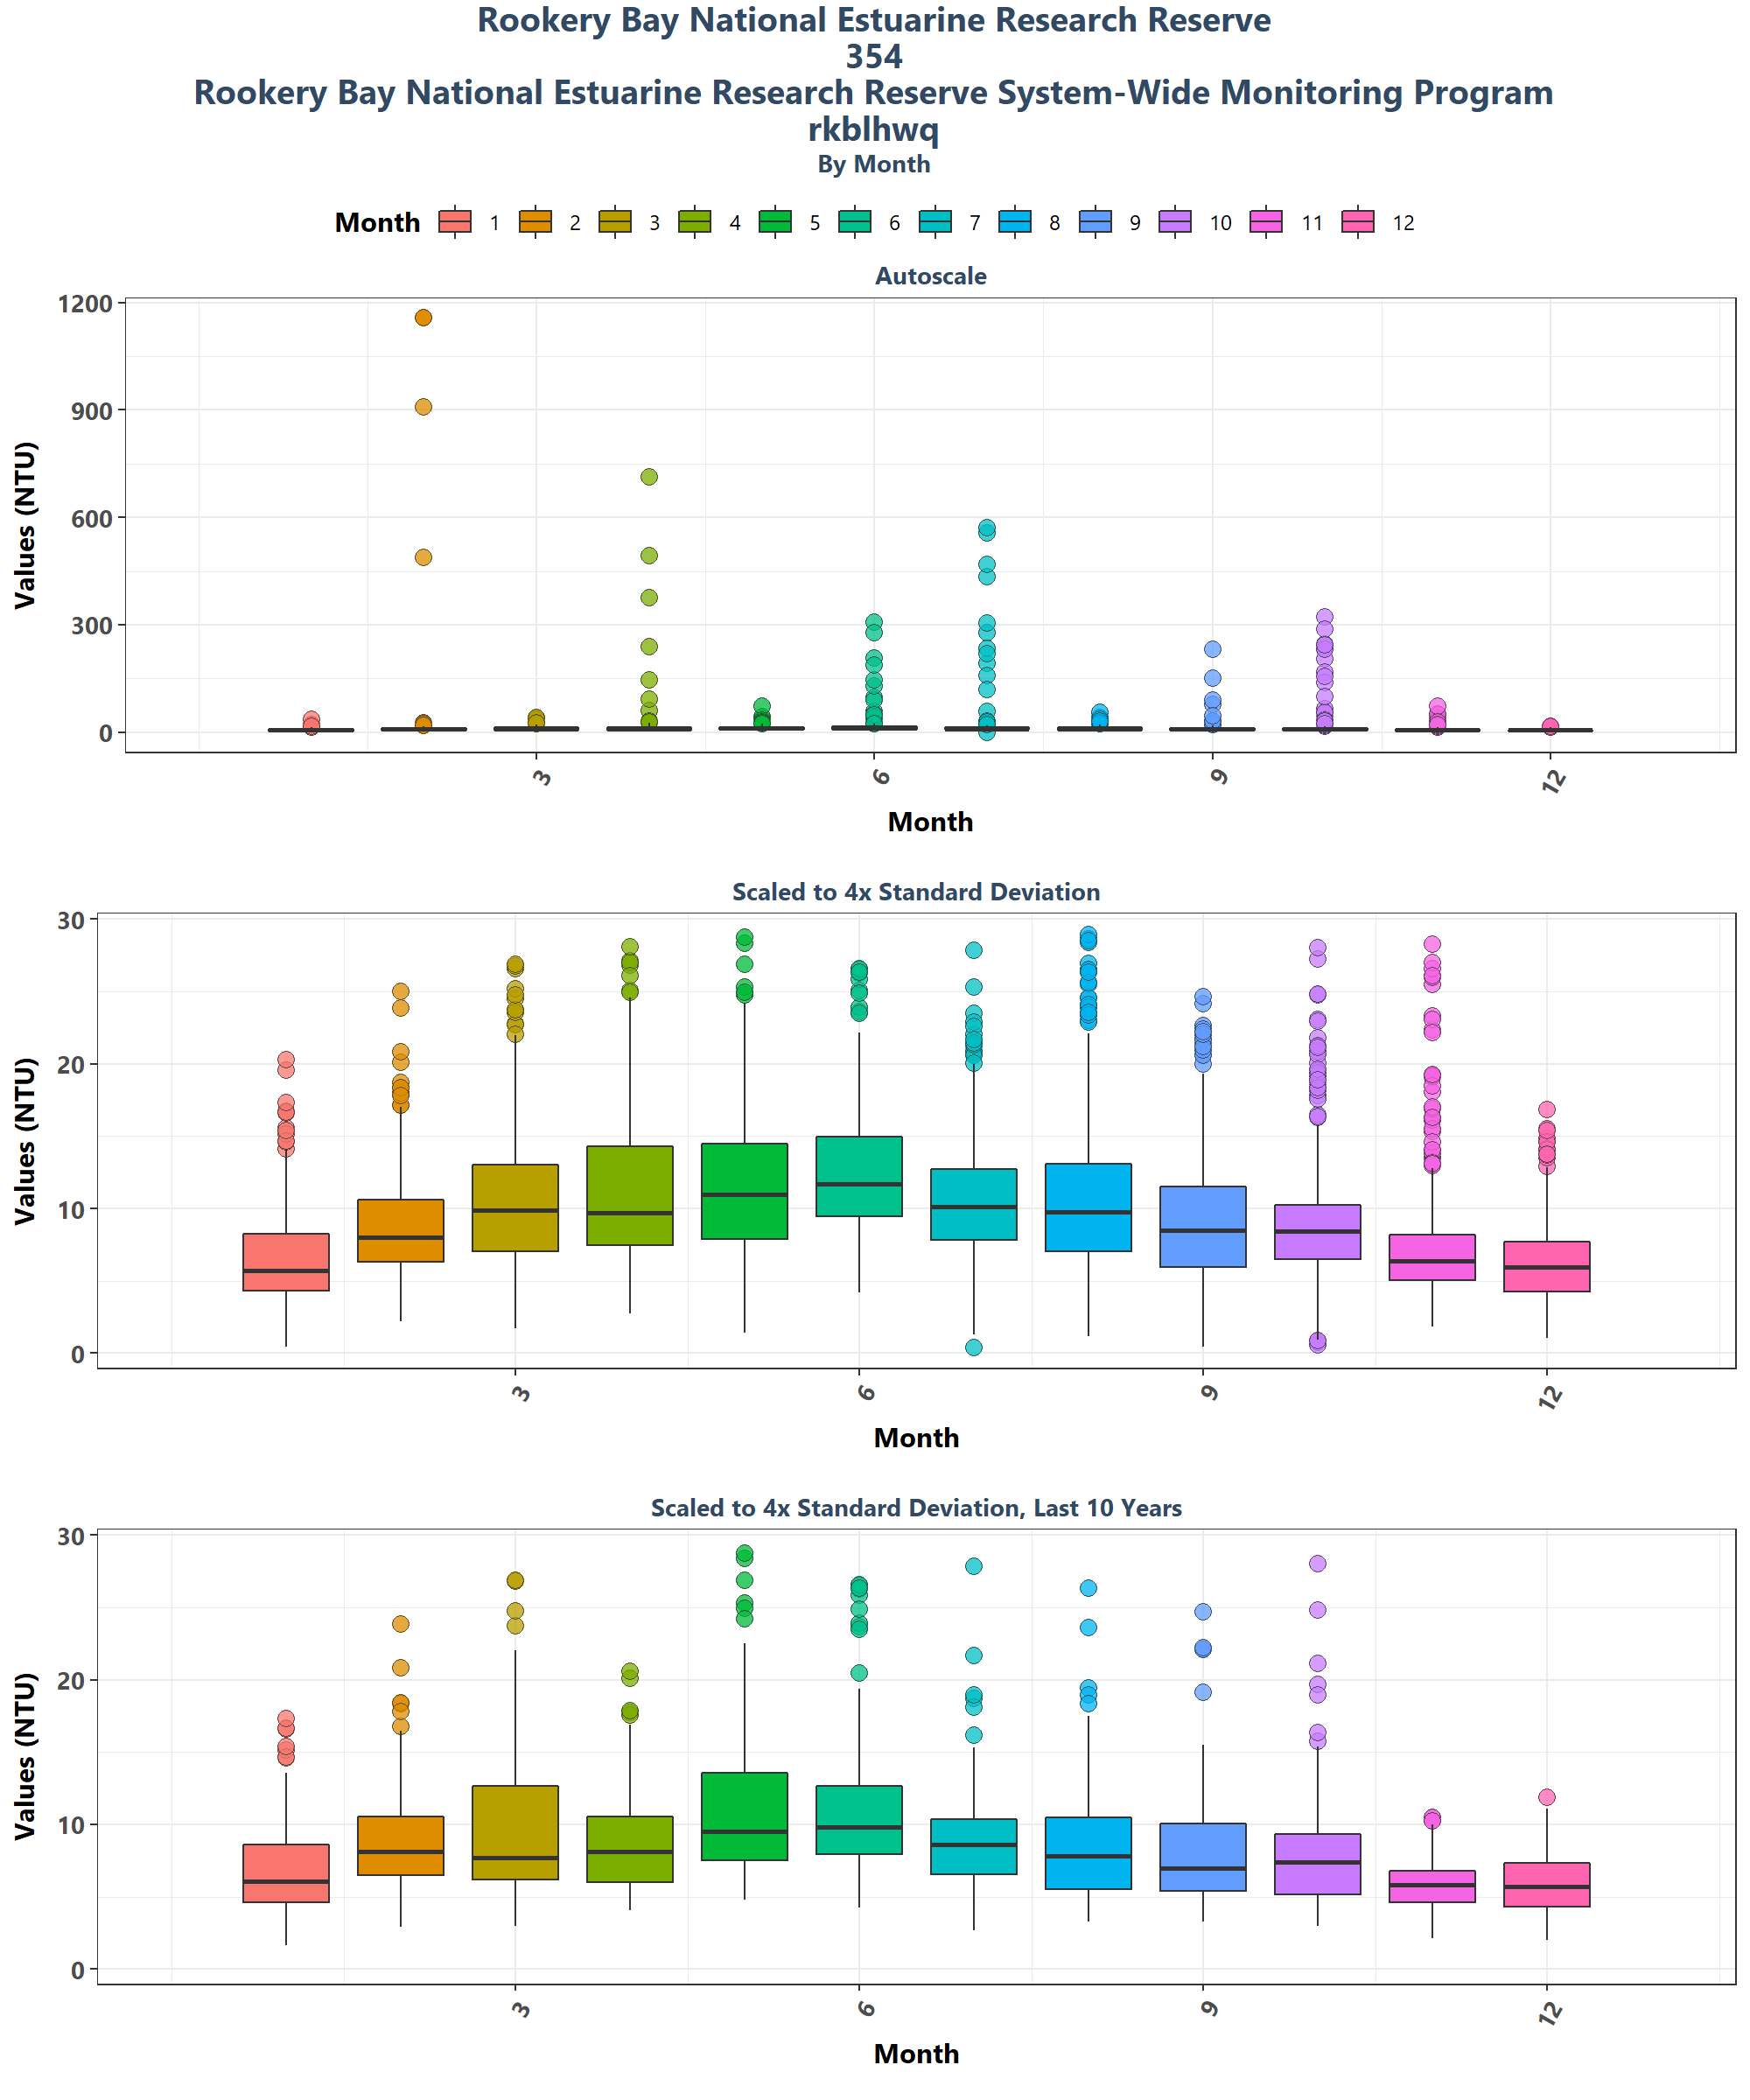 Rookery Bay National Estuarine Research Reserve
354
Rookery Bay National Estuarine Research Reserve System-Wide Monitoring Program
rkblhwq
By Month
Month 1 2 3 4 5 6 7 8 9 10 11 12
Autoscale
Values (NTU)
1200
900
600
300
0
3 6 9 12
Month
Scaled to 4x Standard Deviation
Values (NTU)
30
20
10
0
3 6 9 12
Month
Scaled to 4x Standard Deviation, Last 10 Years
Values (NTU)
30
20
10
0
3 6 9 12
Month